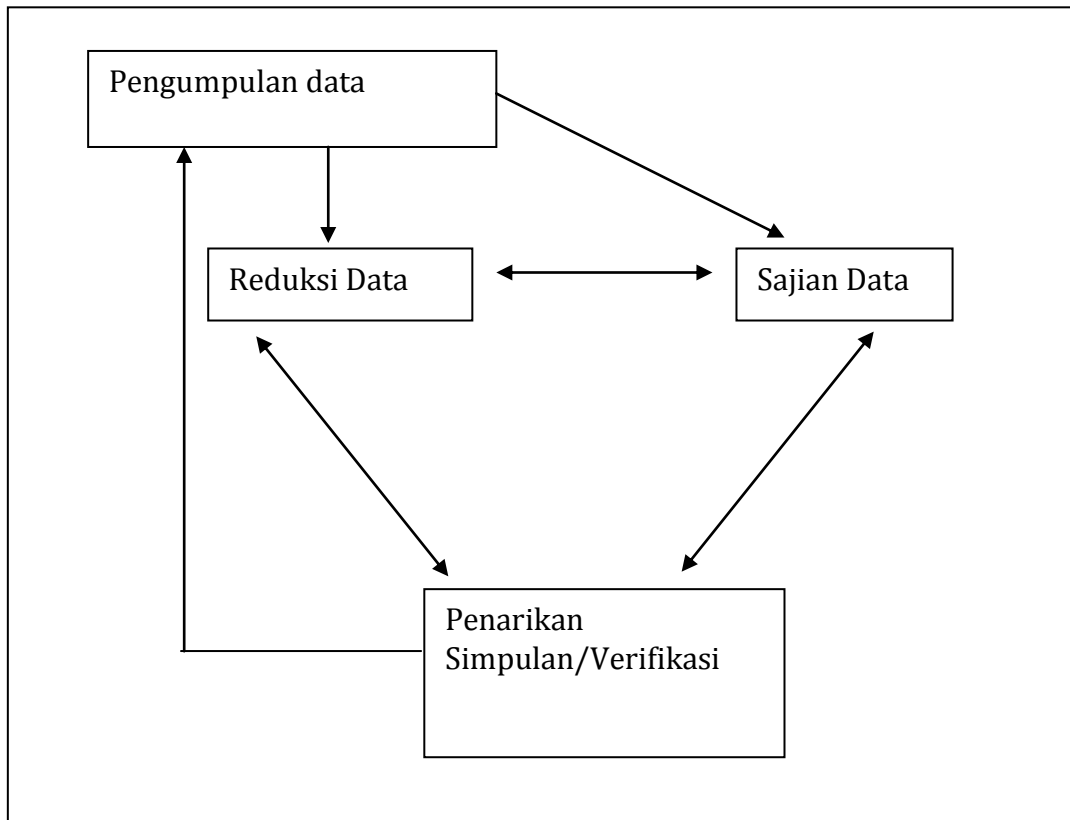 Pengumpulan data
Reduksi Data
Sajian Data
Penarikan
Simpulan/Verifikasi